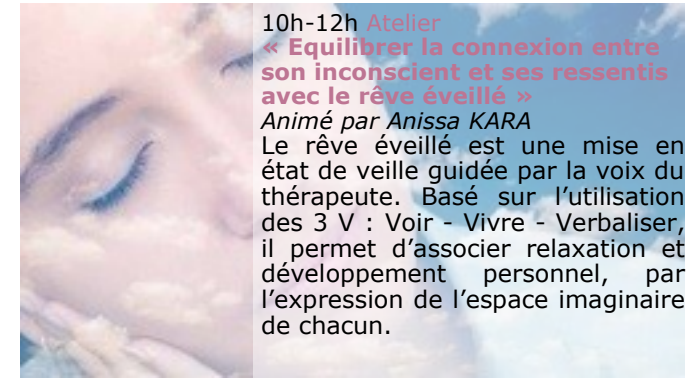 10h-12h Atelier
« Equilibrer la connexion entre
son inconscient et ses ressentis
avec le rêve éveillé »
Animé par Anissa KARA
Le rêve éveillé est une mise en
état de veille guidée par la voix du
thérapeute. Basé sur l’utilisation
des 3 V : Voir - Vivre - Verbaliser,
il permet d’associer relaxation et
développement personnel, par
l’expression de l’espace imaginaire
de chacun.